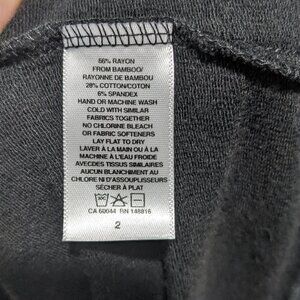 66% RAYON
FROM BAMBOO/
RAYONNE DE BAMBOU
28% COTTON/COTON
6% SPANDEX
HAND OR MACHINE WASH
COLD WITH SIMILAR
FABRICS TOGETHER
NO CHLORINE BLEACH
OR FABRIC SOFTENERS
LAY FLAT TO DRY
LAVER À LA MAIN OU À LA
MACHINE À L'EAU FROIDE
AVECDES TISSUS SIMILAIRES
AUCUN BLANCHIMENT AU
CHLORE NI D'ASSOUPLISSEURS
SÉCHER À PLAT
CA 60044 RN 148816
2